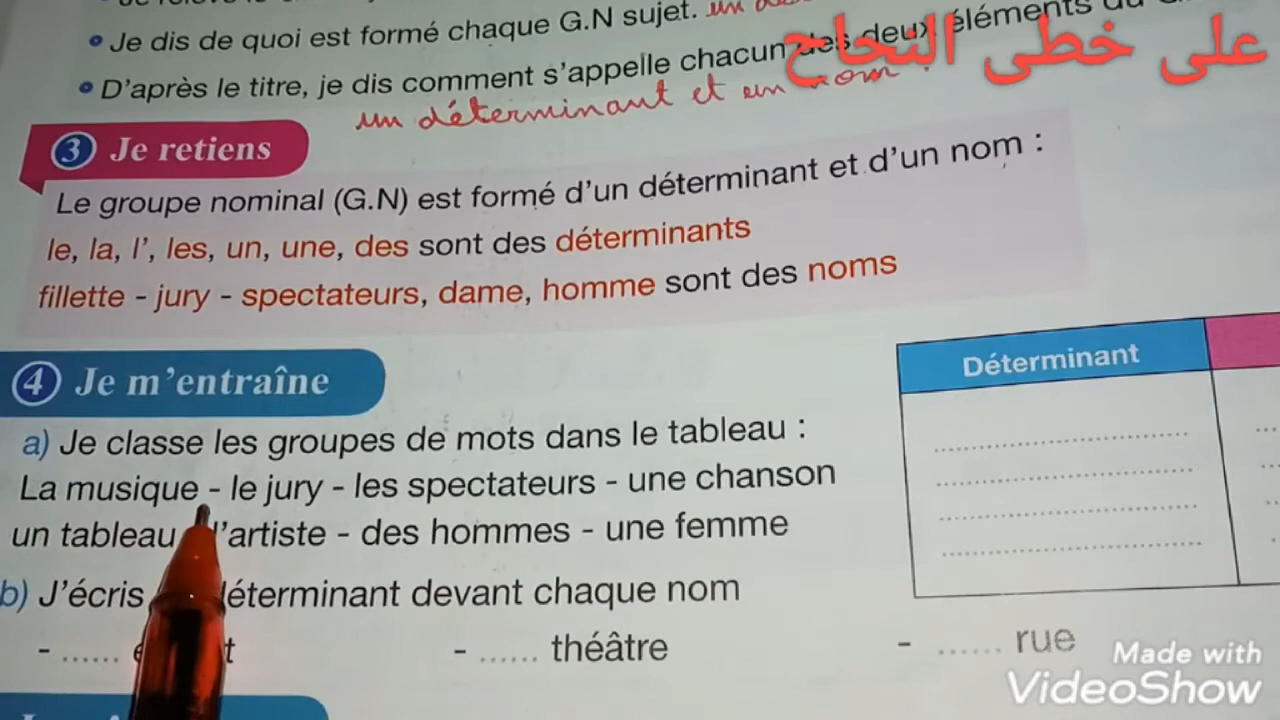 • Je dis de quoi est formé chaque G.N sujet. un
• D'après le titre, je dis comment s'appelle chacun des deux éléments du
un déterminant et un nom.
على خطى النجاح
3 Je retiens
Le groupe nominal (G.N) est formé d'un déterminant et d'un nom :
le, la, l', les, un, une, des sont des déterminants
fillette - jury - spectateurs, dame, homme sont des noms
4 Je m'entraîne
a) Je classe les groupes de mots dans le tableau :
La musique - le jury - les spectateurs - une chanson
un tableau l'artiste - des hommes - une femme
Déterminant
b) J'écris déterminant devant chaque nom
- ...... t
- ...... théâtre
- ...... rue
Made with
VideoShow